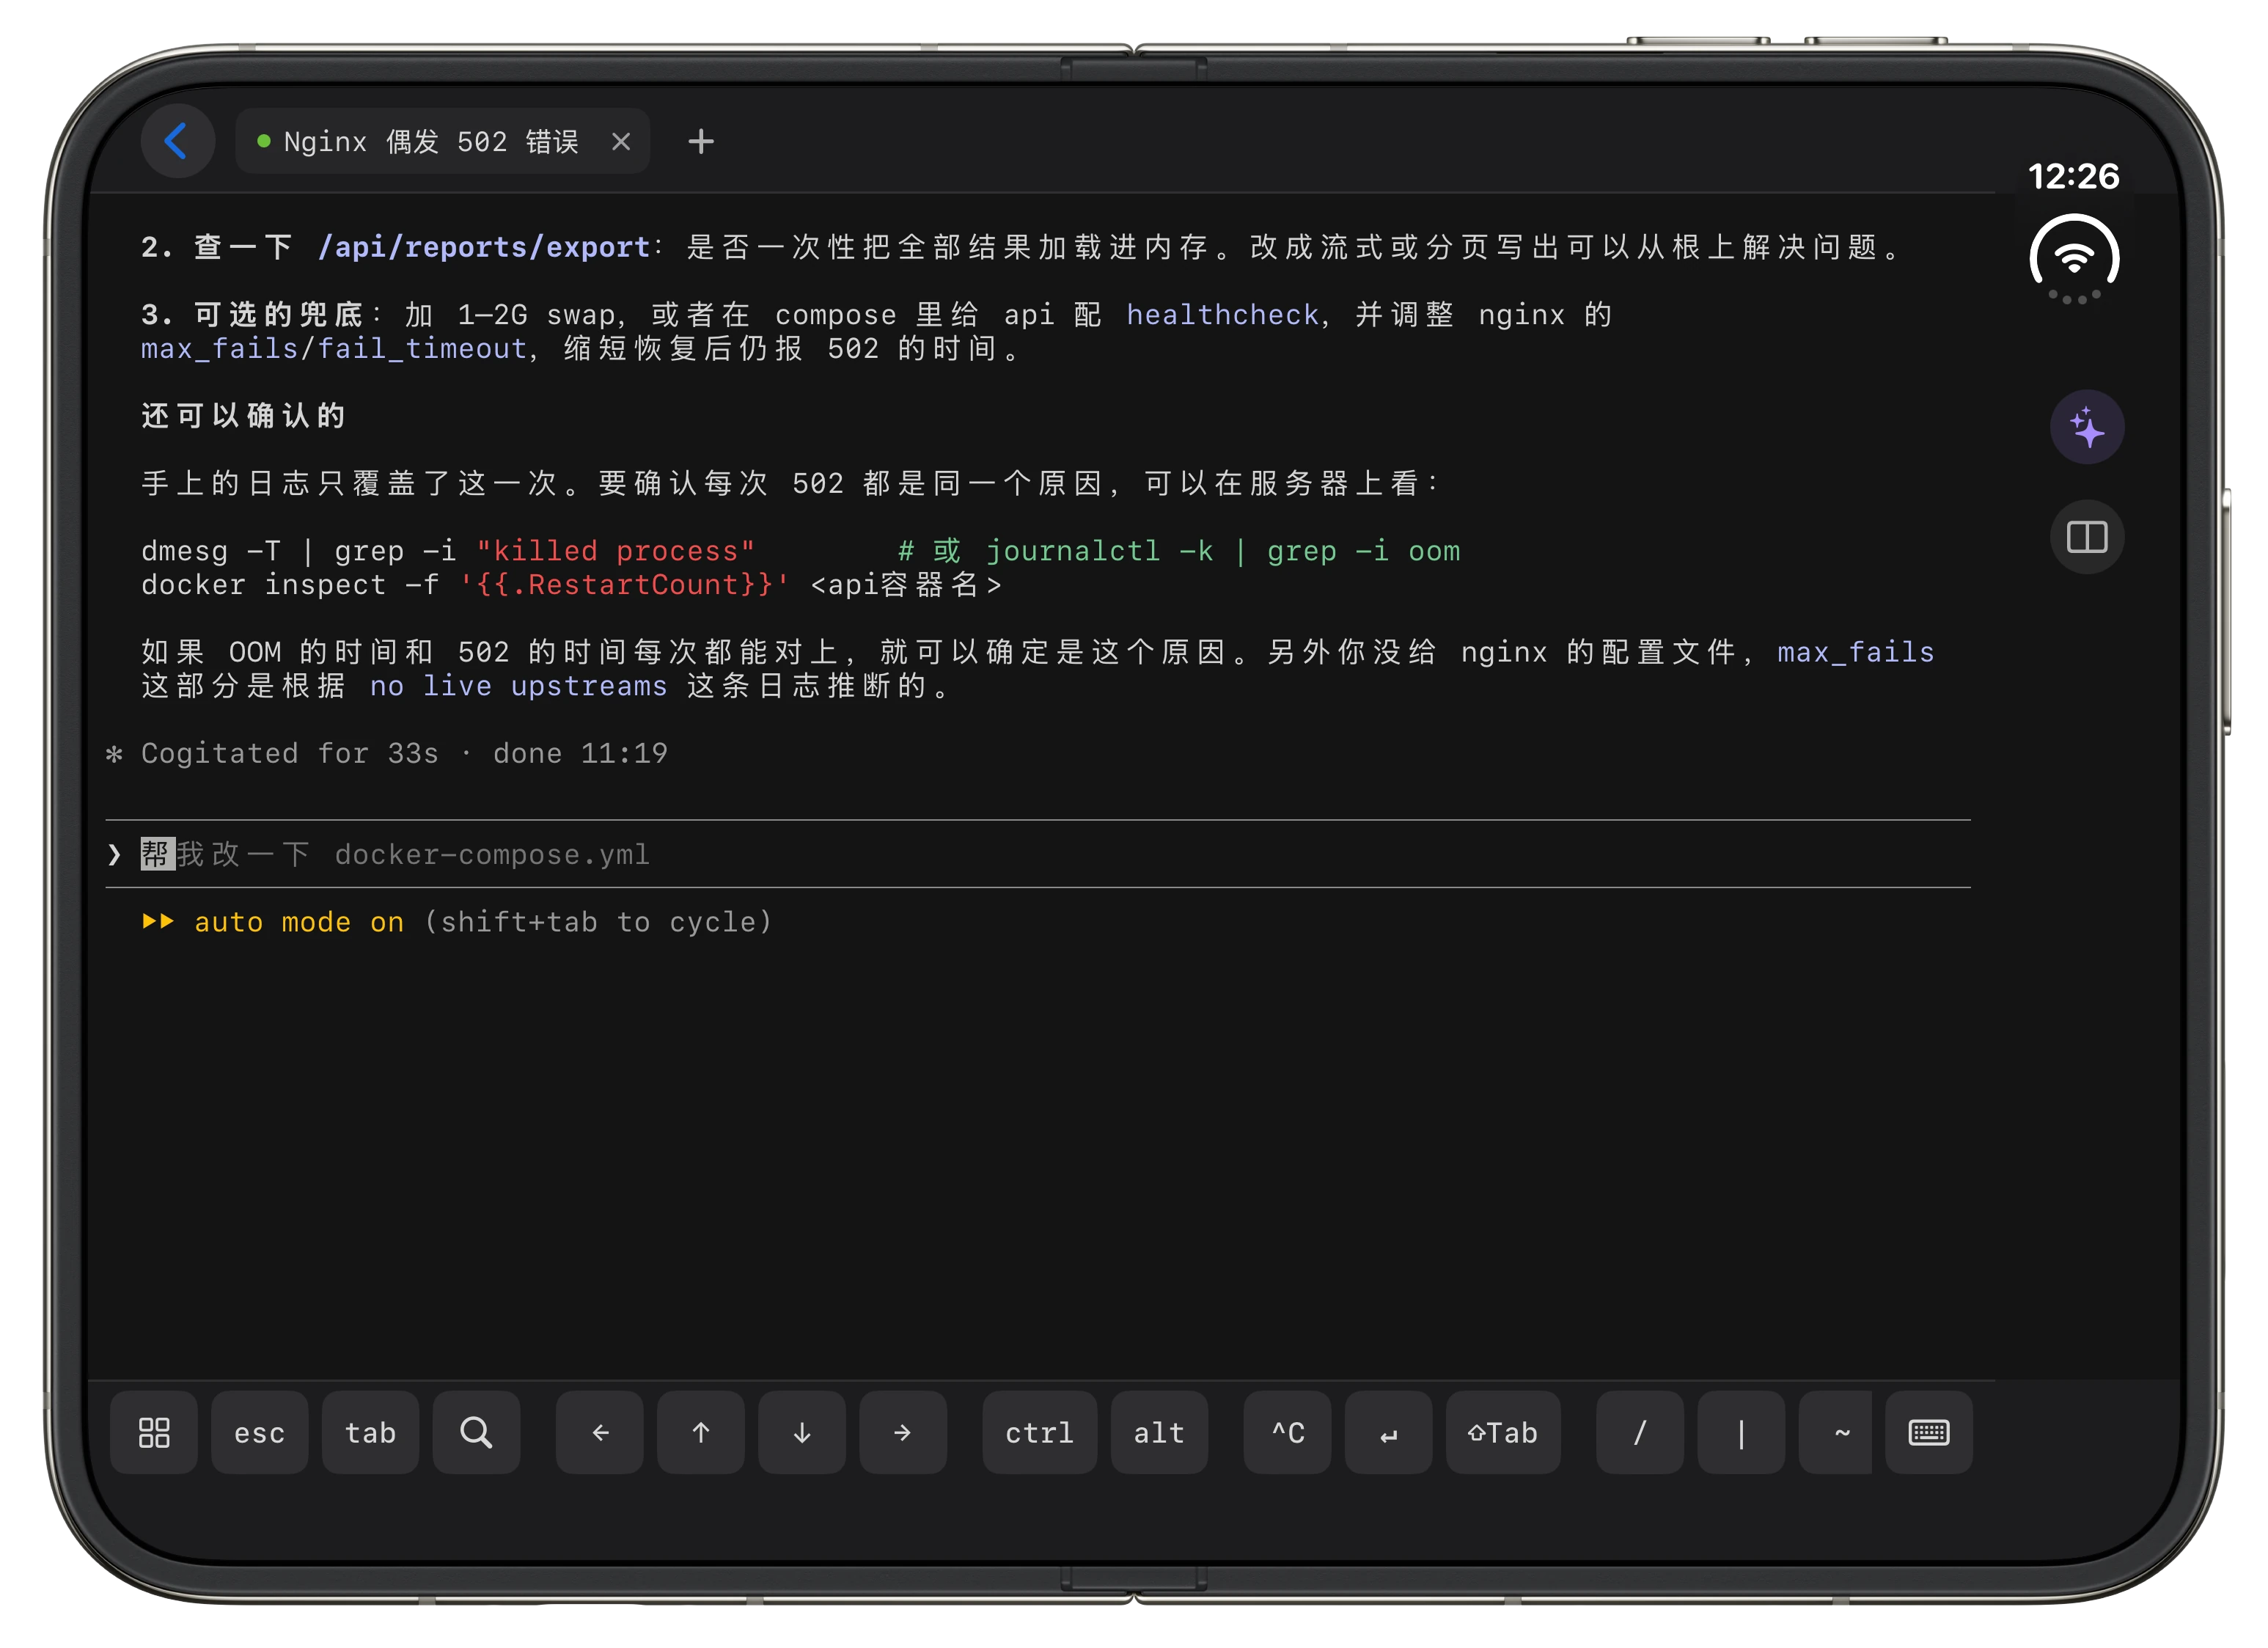 Nginx 偶发 502 错误
12:26
2. 查一下 /api/reports/export: 是否一次性把全部结果加载进内存。改成流式或分页写出可以从根上解决问题。
3. 可选的兜底: 加 1–2G swap, 或者在 compose 里给 api 配 healthcheck, 并调整 nginx 的
max_fails/fail_timeout, 缩短恢复后仍报 502 的时间。
还可以确认的
手上的日志只覆盖了这一次。要确认每次 502 都是同一个原因, 可以在服务器上看:
dmesg -T | grep -i "killed process" # 或 journalctl -k | grep -i oom
docker inspect -f '{{.RestartCount}}' <api容器名>
如果 OOM 的时间和 502 的时间每次都能对上, 就可以确定是这个原因。另外你没给 nginx 的配置文件, max_fails
这部分是根据 no live upstreams 这条日志推断的。
✻ Cogitated for 33s · done 11:19
❯ 帮我改一下 docker-compose.yml
⏵⏵ auto mode on (shift+tab to cycle)
esc tab ← ↑ ↓ → ctrl alt ^C ↵ ⇧Tab / | ~